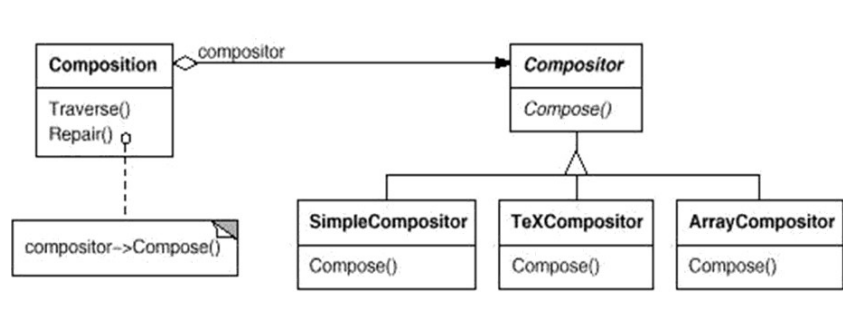 compositor
Composition
Traverse()
Repair()
compositor->Compose()
Compositor
Compose()
SimpleCompositor
Compose()
TeXCompositor
Compose()
ArrayCompositor
Compose()